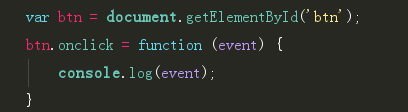 var btn = document.getElementById('btn');
btn.onclick = function (event) {
    console.log(event);
}